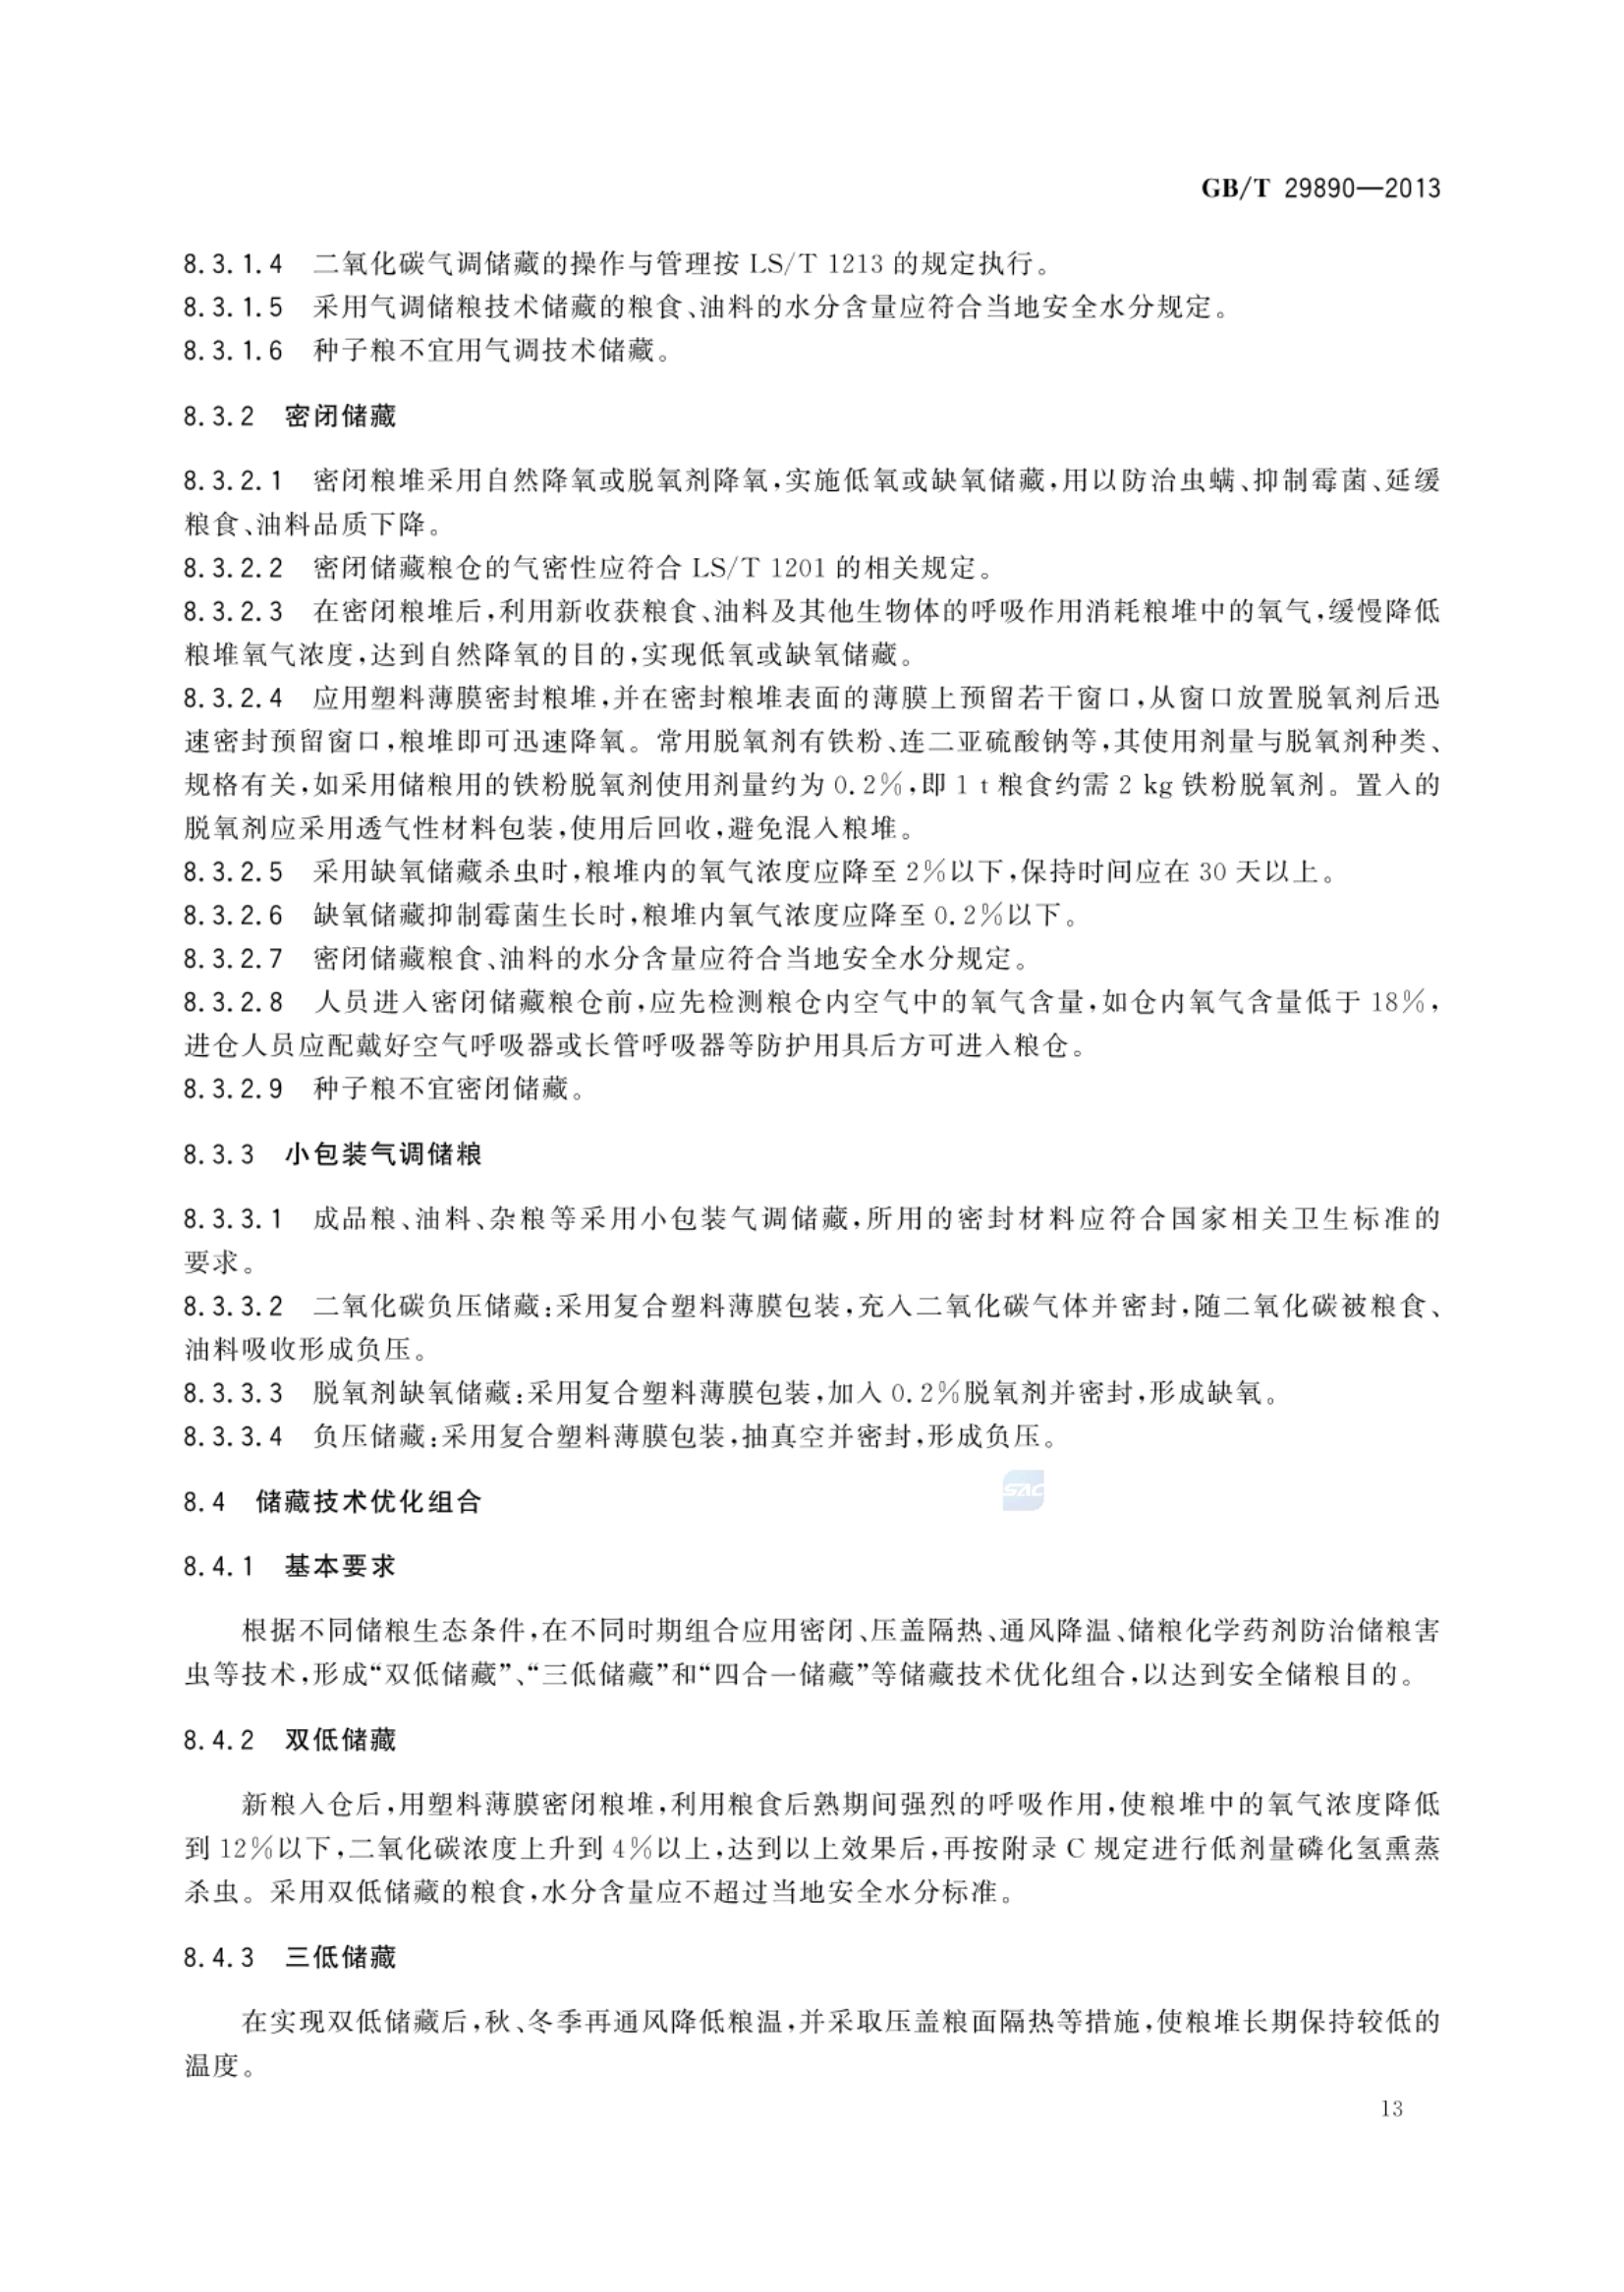 GB/T 29890—2013
8.3.1.4 二氧化碳气调储藏的操作与管理按 LS/T 1213 的规定执行。
8.3.1.5 采用气调储粮技术储藏的粮食、油料的水分含量应符合当地安全水分规定。
8.3.1.6 种子粮不宜用气调技术储藏。
8.3.2 密闭储藏
8.3.2.1 密闭粮堆采用自然降氧或脱氧剂降氧,实施低氧或缺氧储藏,用以防治虫螨、抑制霉菌、延缓
粮食、油料品质下降。
8.3.2.2 密闭储藏粮仓的气密性应符合 LS/T 1201 的相关规定。
8.3.2.3 在密闭粮堆后,利用新收获粮食、油料及其他生物体的呼吸作用消耗粮堆中的氧气,缓慢降低
粮堆氧气浓度,达到自然降氧的目的,实现低氧或缺氧储藏。
8.3.2.4 应用塑料薄膜密封粮堆,并在密封粮堆表面的薄膜上预留若干窗口,从窗口放置脱氧剂后迅
速密封预留窗口,粮堆即可迅速降氧。常用脱氧剂有铁粉、连二亚硫酸钠等,其使用剂量与脱氧剂种类、
规格有关,如采用储粮用的铁粉脱氧剂使用剂量约为 0.2%,即 1 t 粮食约需 2 kg 铁粉脱氧剂。置入的
脱氧剂应采用透气性材料包装,使用后回收,避免混入粮堆。
8.3.2.5 采用缺氧储藏杀虫时,粮堆内的氧气浓度应降至 2%以下,保持时间应在 30 天以上。
8.3.2.6 缺氧储藏抑制霉菌生长时,粮堆内氧气浓度应降至 0.2%以下。
8.3.2.7 密闭储藏粮食、油料的水分含量应符合当地安全水分规定。
8.3.2.8 人员进入密闭储藏粮仓前,应先检测粮仓内空气中的氧气含量,如仓内氧气含量低于 18%,
进仓人员应配戴好空气呼吸器或长管呼吸器等防护用具后方可进入粮仓。
8.3.2.9 种子粮不宜密闭储藏。
8.3.3 小包装气调储粮
8.3.3.1 成品粮、油料、杂粮等采用小包装气调储藏,所用的密封材料应符合国家相关卫生标准的
要求。
8.3.3.2 二氧化碳负压储藏:采用复合塑料薄膜包装,充入二氧化碳气体并密封,随二氧化碳被粮食、
油料吸收形成负压。
8.3.3.3 脱氧剂缺氧储藏:采用复合塑料薄膜包装,加入 0.2%脱氧剂并密封,形成缺氧。
8.3.3.4 负压储藏:采用复合塑料薄膜包装,抽真空并密封,形成负压。
SAC
8.4 储藏技术优化组合
8.4.1 基本要求
根据不同储粮生态条件,在不同时期组合应用密闭、压盖隔热、通风降温、储粮化学药剂防治储粮害
虫等技术,形成“双低储藏”、“三低储藏”和“四合一储藏”等储藏技术优化组合,以达到安全储粮目的。
8.4.2 双低储藏
新粮入仓后,用塑料薄膜密闭粮堆,利用粮食后熟期间强烈的呼吸作用,使粮堆中的氧气浓度降低
到 12%以下,二氧化碳浓度上升到 4%以上,达到以上效果后,再按附录 C 规定进行低剂量磷化氢熏蒸
杀虫。采用双低储藏的粮食,水分含量应不超过当地安全水分标准。
8.4.3 三低储藏
在实现双低储藏后,秋、冬季再通风降低粮温,并采取压盖粮面隔热等措施,使粮堆长期保持较低的
温度。
13